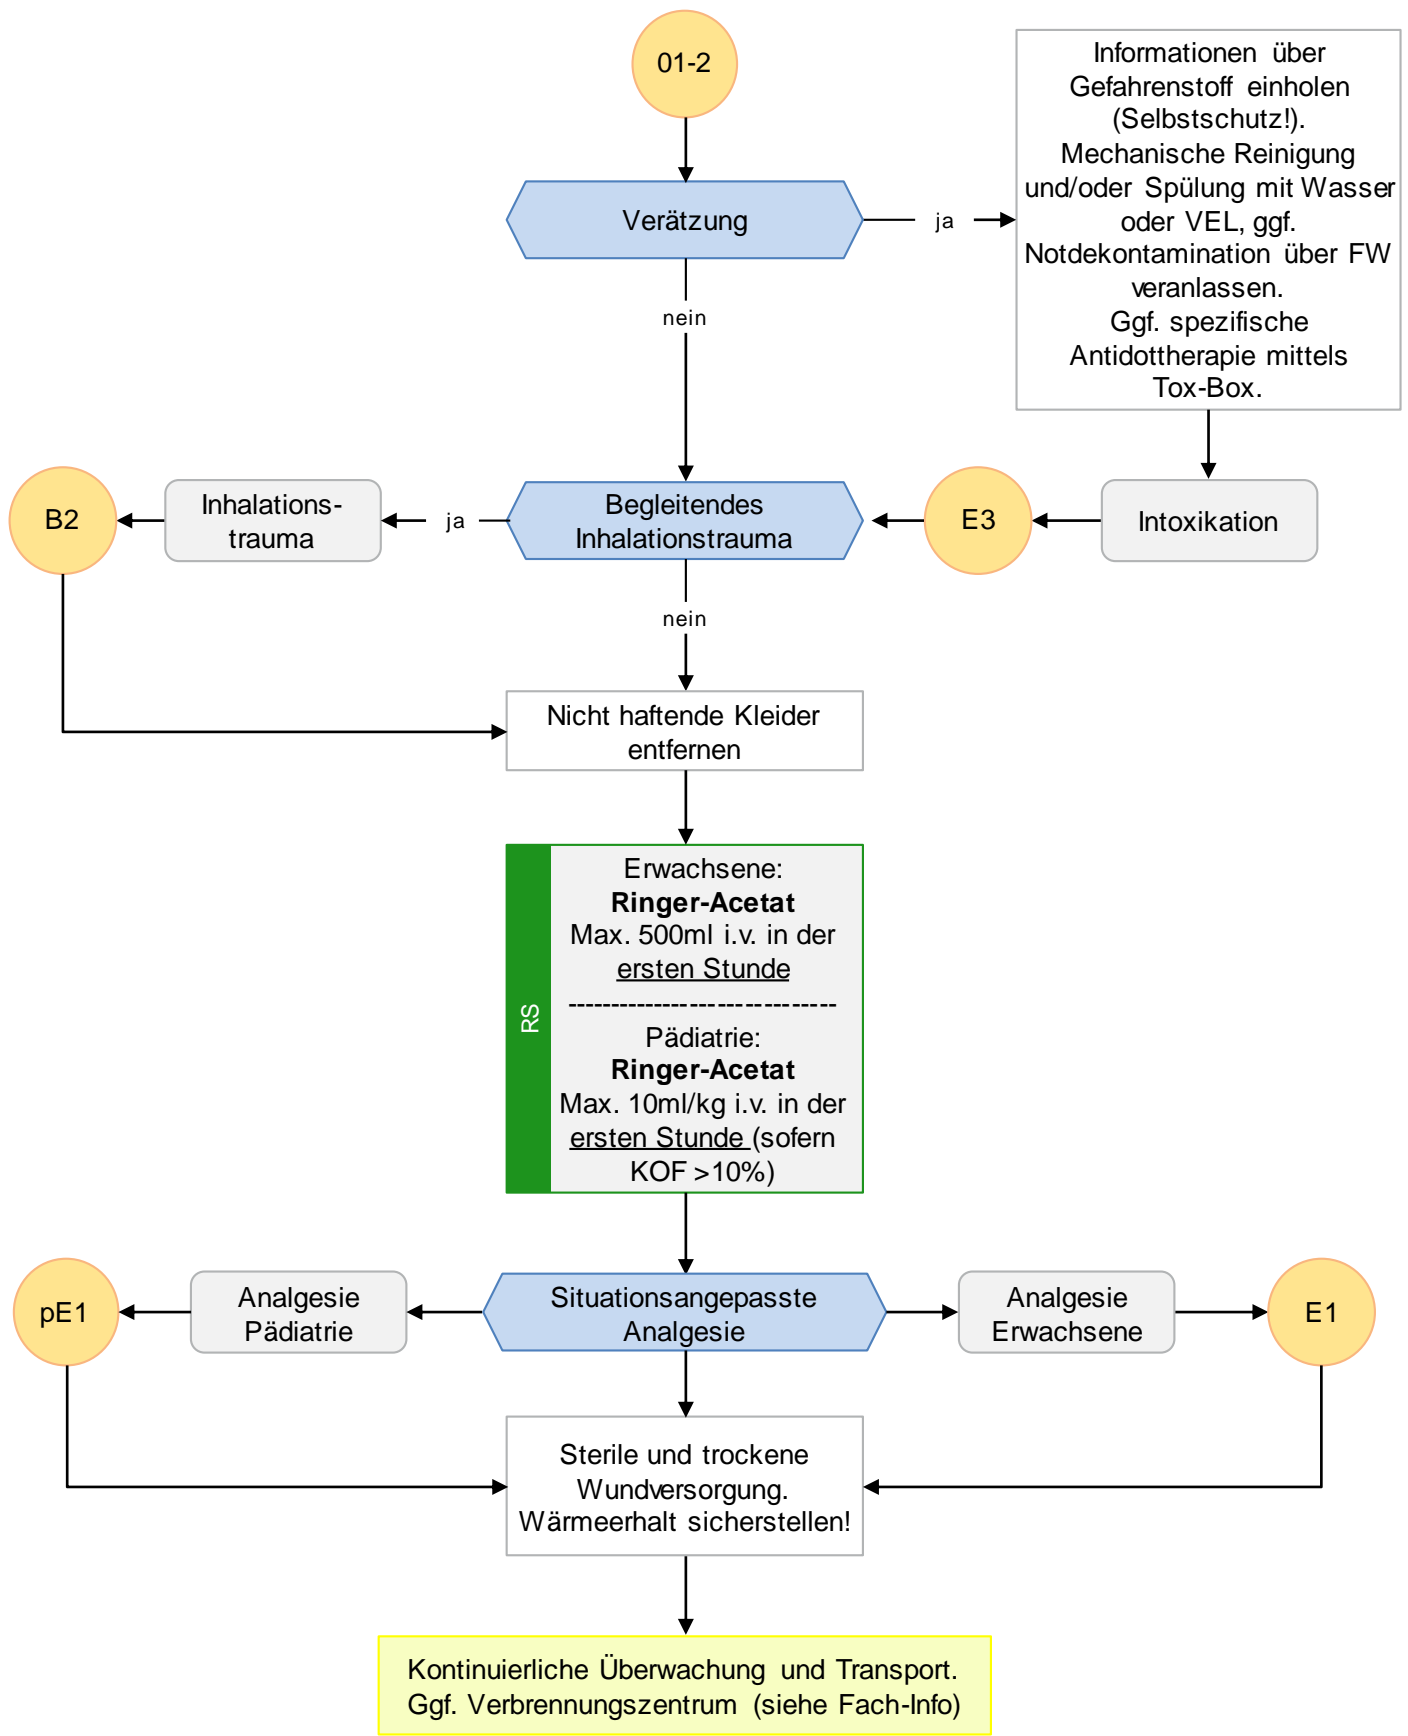 01-2
Informationen über
Gefahrenstoff einholen
(Selbstschutz!).
Mechanische Reinigung
und/oder Spülung mit Wasser
oder VEL, ggf.
Notdekontamination über FW
veranlassen.
Ggf. spezifische
Antidottherapie mittels
Tox-Box.
Verätzung
ja
nein
B2
Inhalations-
trauma
ja
Begleitendes
Inhalationstrauma
E3
Intoxikation
nein
Nicht haftende Kleider
entfernen
RS
Erwachsene:
Ringer-Acetat
Max. 500ml i.v. in der
ersten Stunde
-------------------------------
Pädiatrie:
Ringer-Acetat
Max. 10ml/kg i.v. in der
ersten Stunde (sofern
KOF >10%)
pE1
Analgesie
Pädiatrie
Situationsangepasste
Analgesie
Analgesie
Erwachsene
E1
Sterile und trockene
Wundversorgung.
Wärmeerhalt sicherstellen!
Kontinuierliche Überwachung und Transport.
Ggf. Verbrennungszentrum (siehe Fach-Info)